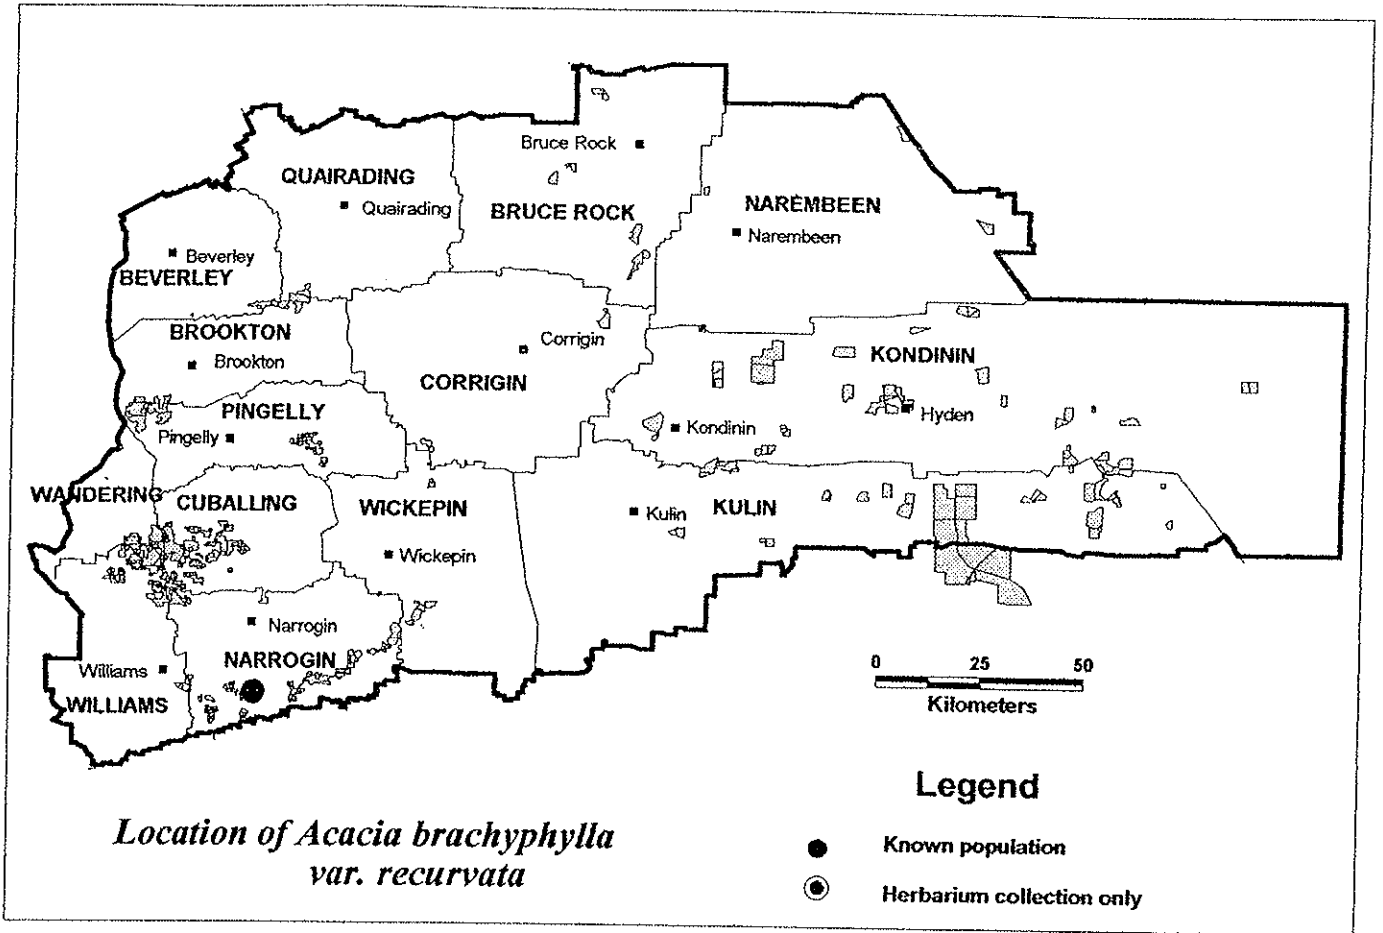 Bruce Rock
QUAIRADING
Quairading
BRUCE ROCK
NAREMBEEN
Narembeen
Beverley
BEVERLEY
BROOKTON
Brookton
Corrigin
CORRIGIN
KONDININ
PINGELLY
Pingelly
Kondinin
Hyden
WANDERING
CUBALLING
WICKEPIN
Kulin
KULIN
Wickepin
Narrogin
NARROGIN
Williams
WILLIAMS
0 25 50
Kilometers
Legend
Known population
Herbarium collection only
Location of Acacia brachyphylla
var. recurvata